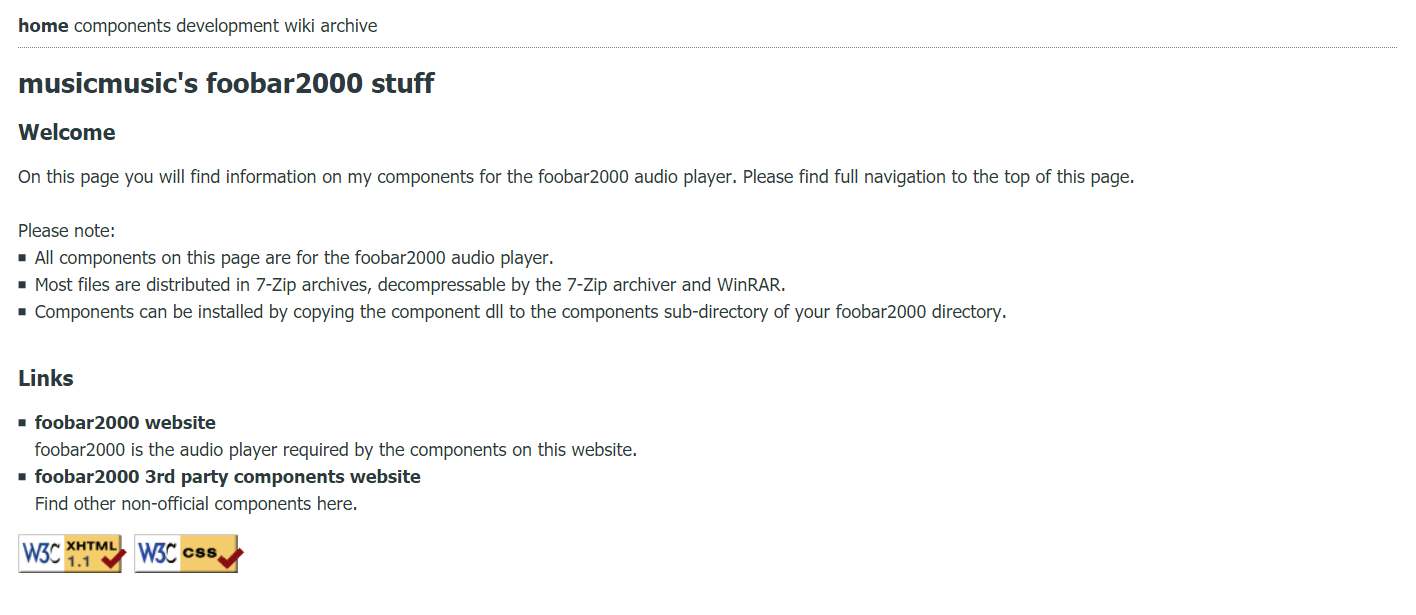 home components development wiki archive
musicmusic's foobar2000 stuff
Welcome
On this page you will find information on my components for the foobar2000 audio player. Please find full navigation to the top of this page.
Please note:
All components on this page are for the foobar2000 audio player.
Most files are distributed in 7-Zip archives, decompressable by the 7-Zip archiver and WinRAR.
Components can be installed by copying the component dll to the components sub-directory of your foobar2000 directory.
Links
foobar2000 website
foobar2000 is the audio player required by the components on this website.
foobar2000 3rd party components website
Find other non-official components here.
W3C XHTML 1.1 W3C CSS